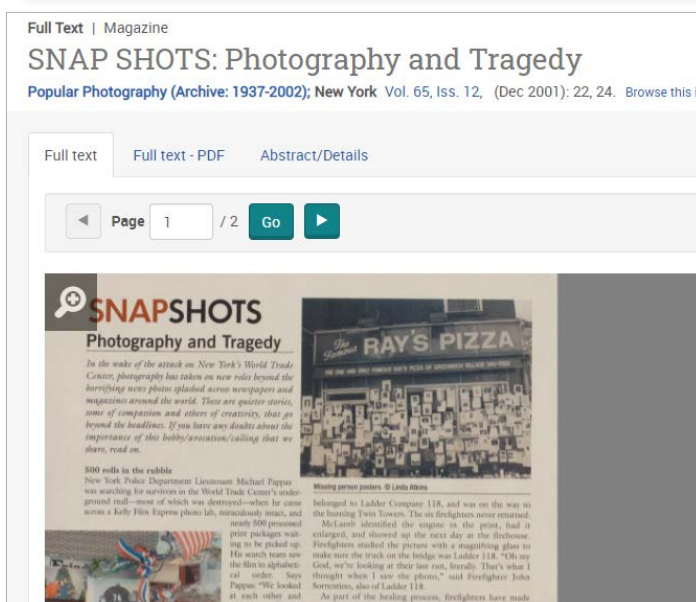 Full Text | Magazine
SNAP SHOTS: Photography and Tragedy
Popular Photography (Archive: 1937-2002); New York Vol. 65, Iss. 12, (Dec 2001): 22, 24. Browse this
Full text Full text - PDF Abstract/Details
Page 1 / 2 Go
SNAPSHOTS
Photography and Tragedy
In the wake of the attack on New York's World Trade
Center, photography has taken on new roles beyond the
horrifying news photos splashed across newspapers and
magazines around the world. These are quieter stories,
some of compassion and others of creativity, that go
beyond the headlines. If you have any doubts about the
importance of this hobby/avocation/calling that we
share, read on.
500 rolls in the rubble
New York Police Department Lieutenant Michael Pappas
was searching for survivors in the World Trade Center's under-
ground mall—most of which was destroyed—when he came
across a Kelly Film Express photo lab, miraculously intact, and
nearly 500 processed
print packages wait-
ing to be picked up.
His search team saw
the film in alphabeti-
cal order. Says
Pappas: "We looked
at each other and
The Famous RAY'S PIZZA
Missing person posters. © Linda Atkins
belonged to Ladder Company 118, and was on the way to
the burning Twin Towers. The six firefighters never returned.
McLamb identified the engine in the print, had it
enlarged, and showed up the next day at the firehouse.
Firefighters studied the picture with a magnifying glass to
make sure the truck on the bridge was Ladder 118. "Oh my
God, we're looking at their last run, literally. That's what I
thought when I saw the photo," said Firefighter John
Sorrentino, also of Ladder 118.
As part of the healing process, firefighters have made